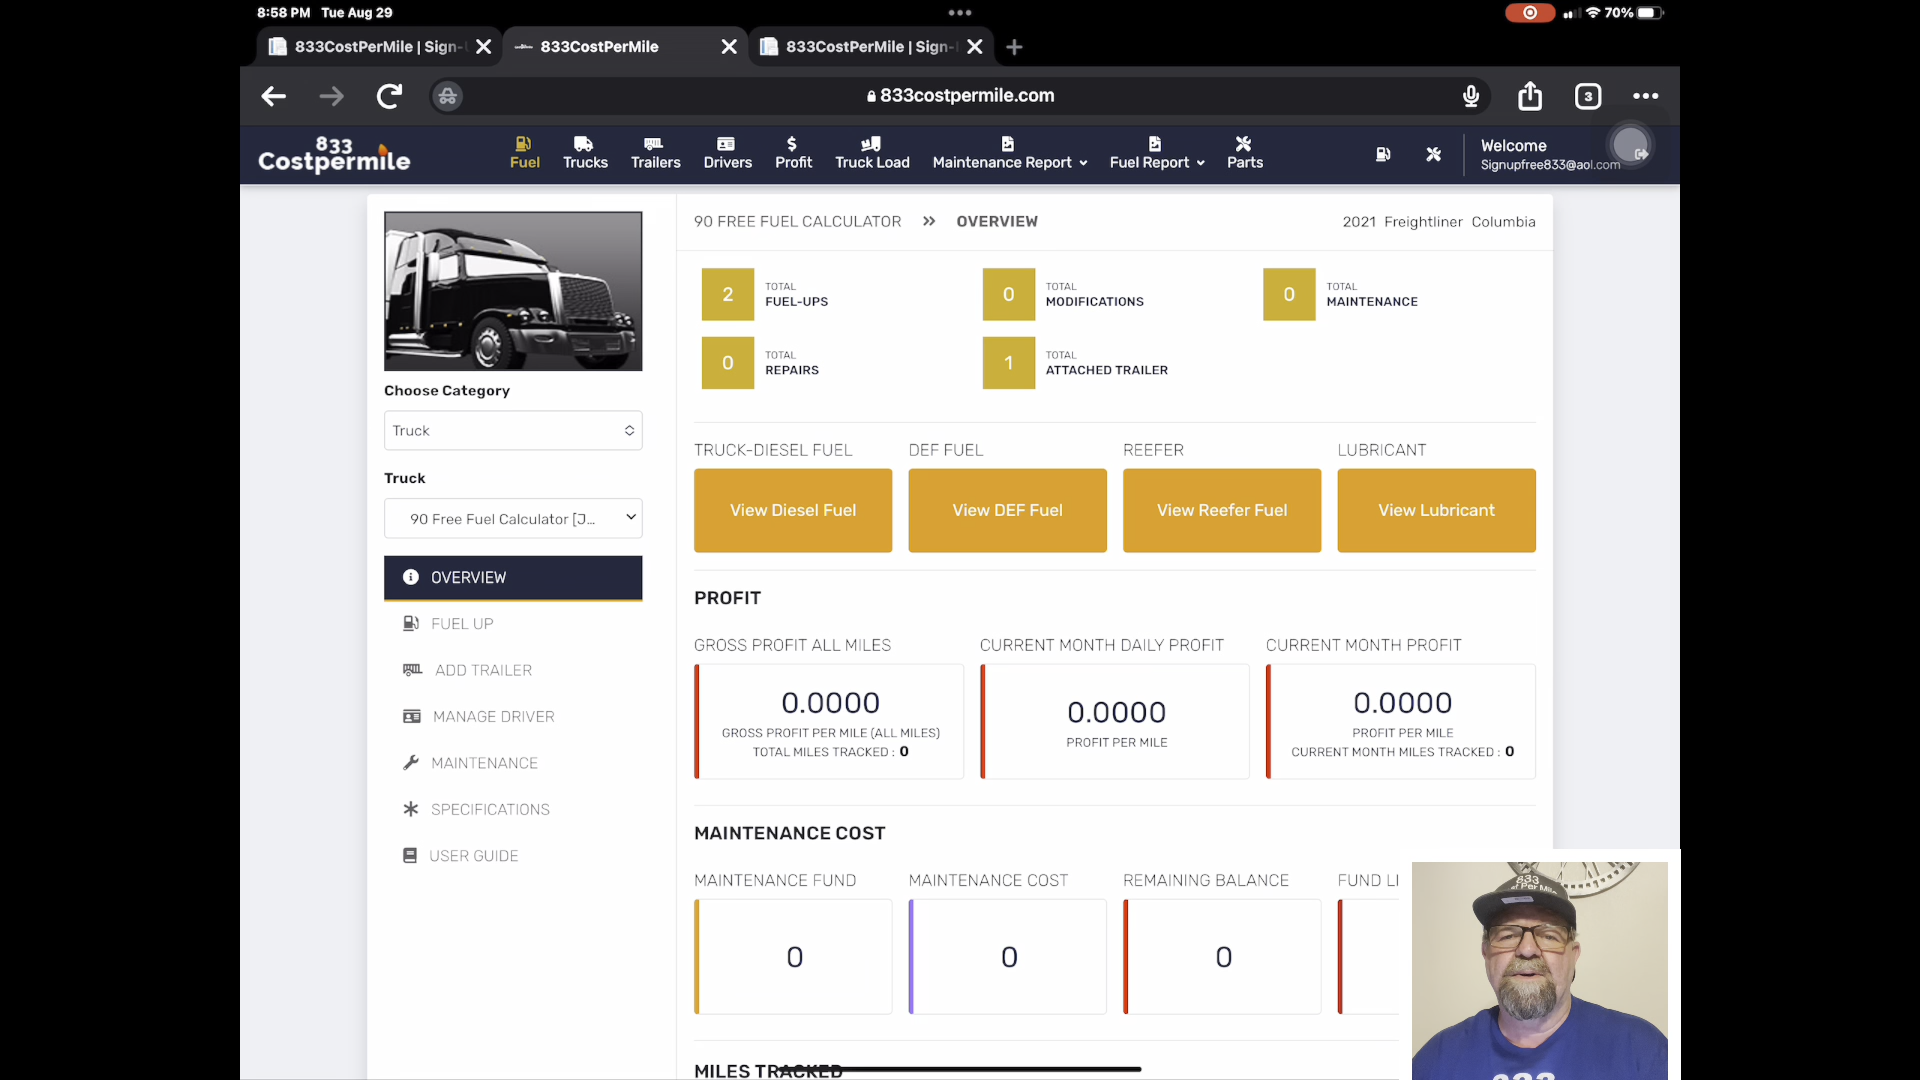 8:58 PM Tue Aug 29
70%
833CostPerMile | Sign-
833CostPerMile
833CostPerMile | Sign-
833costpermile.com
3
833
Costpermile
Fuel
Trucks
Trailers
Drivers
Profit
Truck Load
Maintenance Report
Fuel Report
Parts
Welcome
Signupfree833@aol.com
90 FREE FUEL CALCULATOR » OVERVIEW
2021 Freightliner Columbia
2 TOTAL
FUEL-UPS
0 TOTAL
MODIFICATIONS
0 TOTAL
MAINTENANCE
0 TOTAL
REPAIRS
1 TOTAL
ATTACHED TRAILER
Choose Category
Truck
Truck
90 Free Fuel Calculator [J...
OVERVIEW
FUEL UP
ADD TRAILER
MANAGE DRIVER
MAINTENANCE
SPECIFICATIONS
USER GUIDE
TRUCK-DIESEL FUEL
DEF FUEL
REEFER
LUBRICANT
View Diesel Fuel
View DEF Fuel
View Reefer Fuel
View Lubricant
PROFIT
GROSS PROFIT ALL MILES
0.0000
GROSS PROFIT PER MILE (ALL MILES)
TOTAL MILES TRACKED : 0
CURRENT MONTH DAILY PROFIT
0.0000
PROFIT PER MILE
CURRENT MONTH PROFIT
0.0000
PROFIT PER MILE
CURRENT MONTH MILES TRACKED : 0
MAINTENANCE COST
MAINTENANCE FUND
0
MAINTENANCE COST
0
REMAINING BALANCE
0
FUND LI
MILES TRACKED
833
Per Mile
833